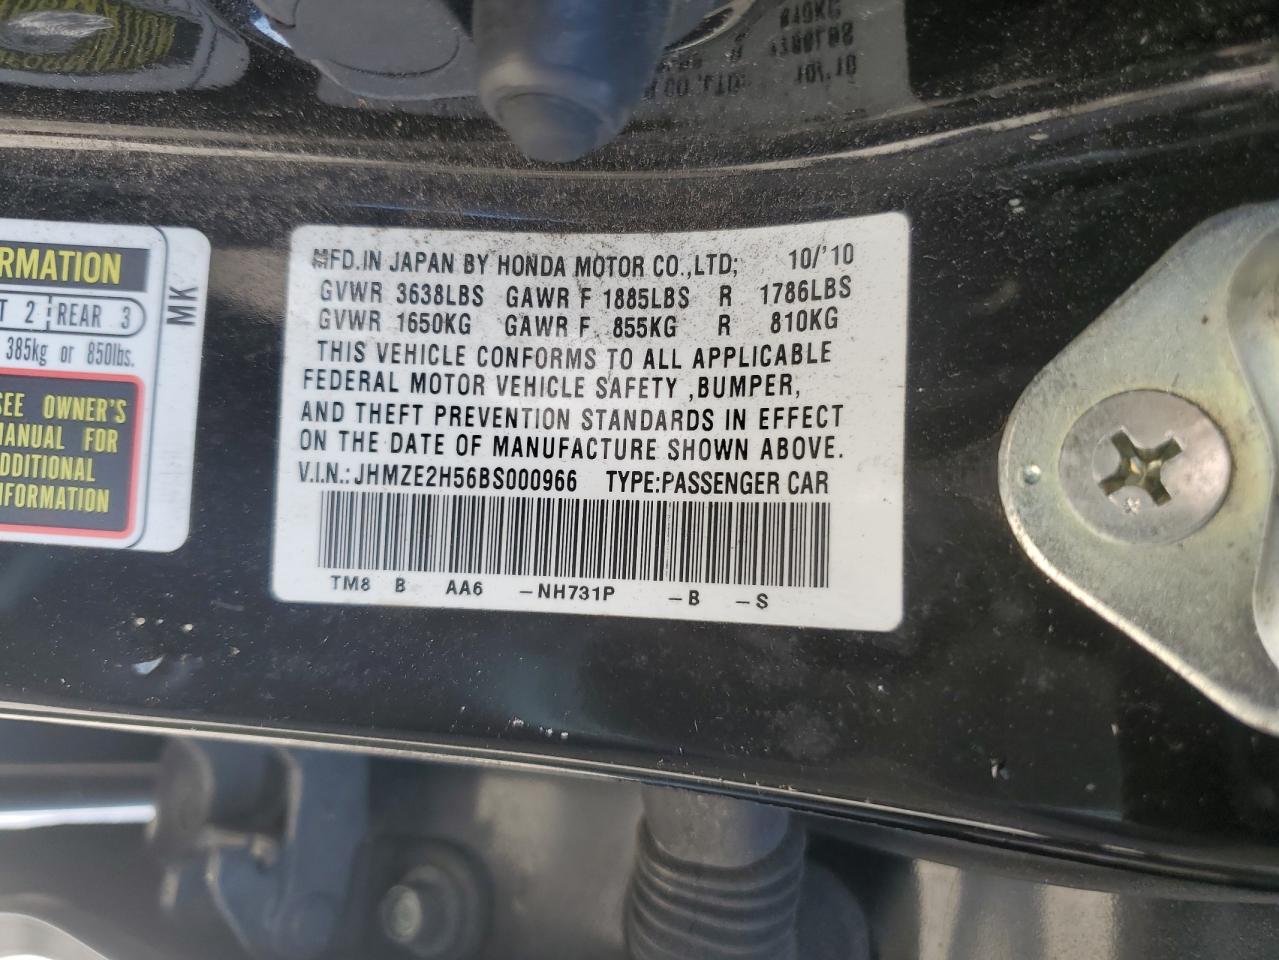 RMATION
T 2 REAR 3
385kg or 850lbs.
SEE OWNER'S
MANUAL FOR
ADDITIONAL
INFORMATION
MK
MFD.IN JAPAN BY HONDA MOTOR CO.,LTD; 10/'10
GVWR 3638LBS GAWR F 1885LBS R 1786LBS
GVWR 1650KG GAWR F 855KG R 810KG
THIS VEHICLE CONFORMS TO ALL APPLICABLE
FEDERAL MOTOR VEHICLE SAFETY ,BUMPER,
AND THEFT PREVENTION STANDARDS IN EFFECT
ON THE DATE OF MANUFACTURE SHOWN ABOVE.
V.I.N.: JHMZE2H56BS000966 TYPE:PASSENGER CAR
TM8 B AA6 -NH731P -B -S